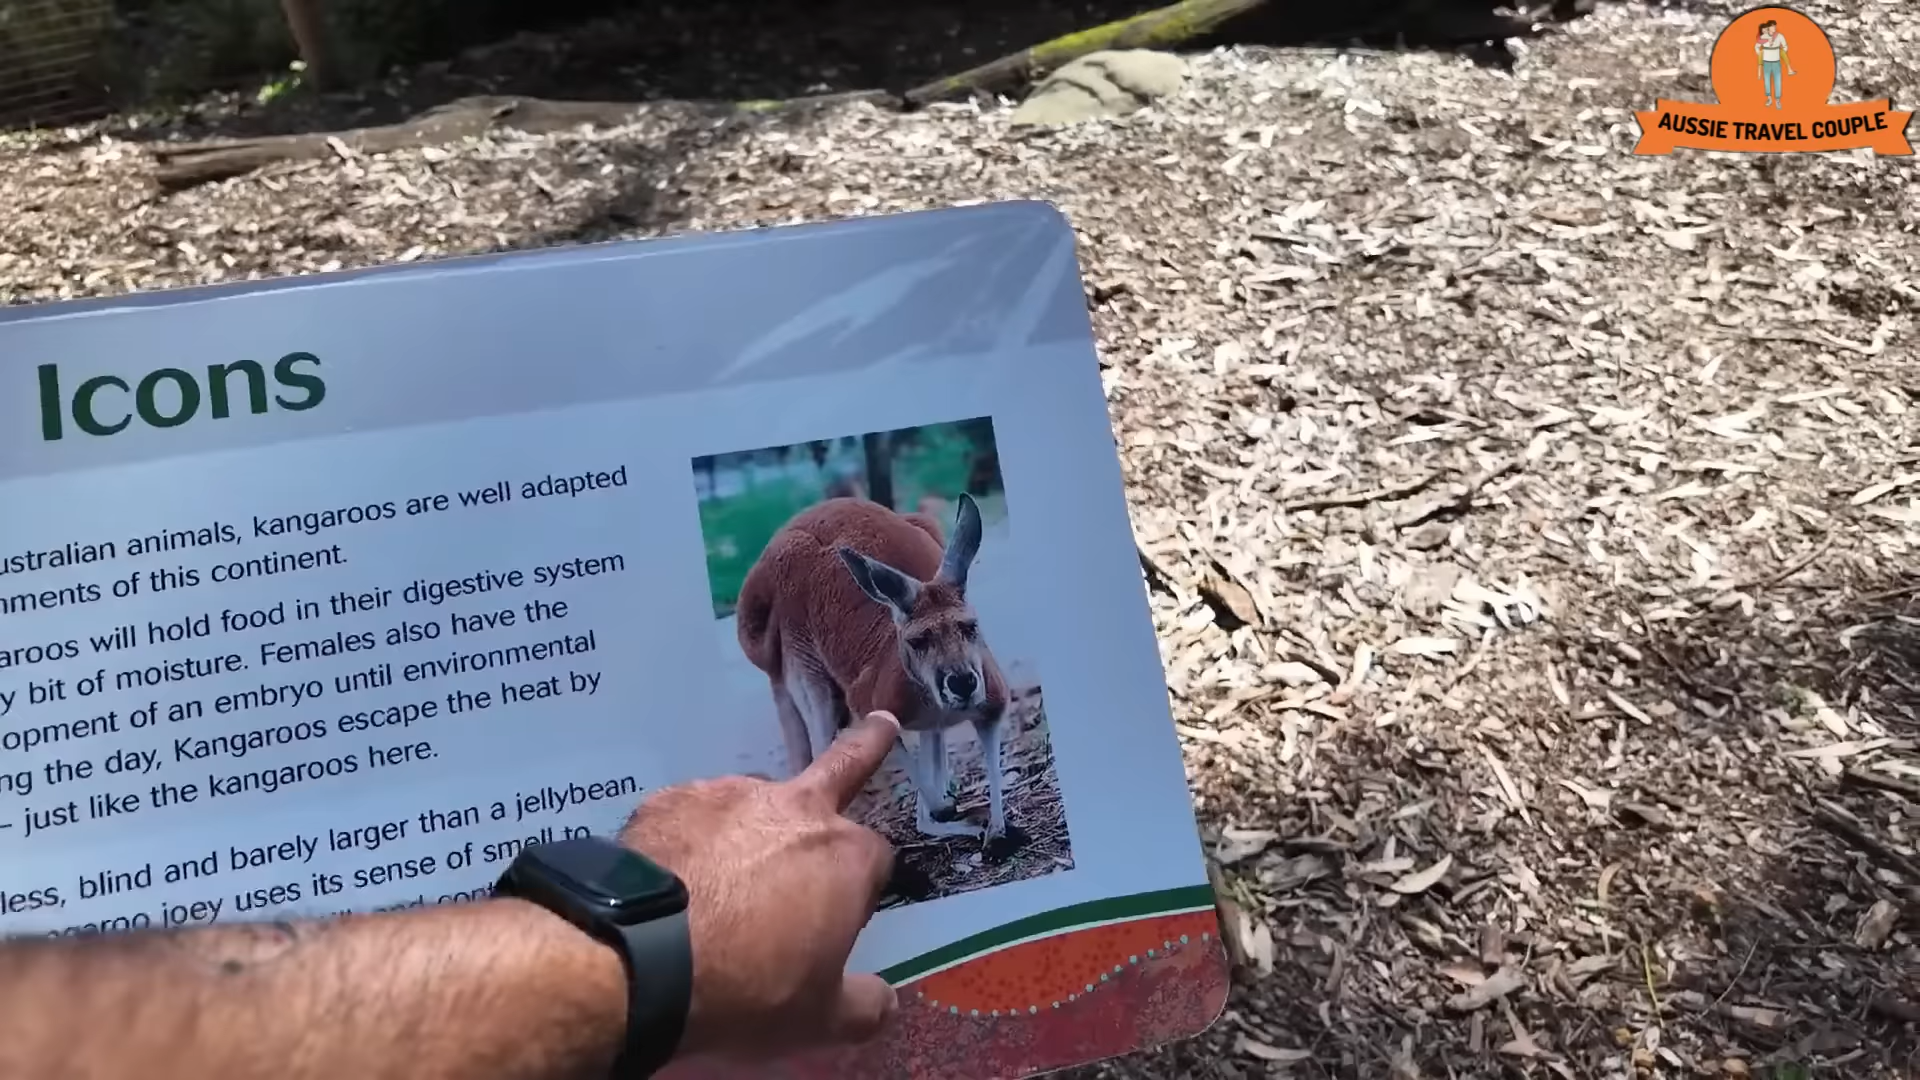 AUSSIE TRAVEL COUPLE
Icons
ustralian animals, kangaroos are well adapted
nments of this continent.
aroos will hold food in their digestive system
y bit of moisture. Females also have the
opment of an embryo until environmental
ng the day, Kangaroos escape the heat by
– just like the kangaroos here.
less, blind and barely larger than a jellybean.
ngaroo joey uses its sense of smell to
and cont